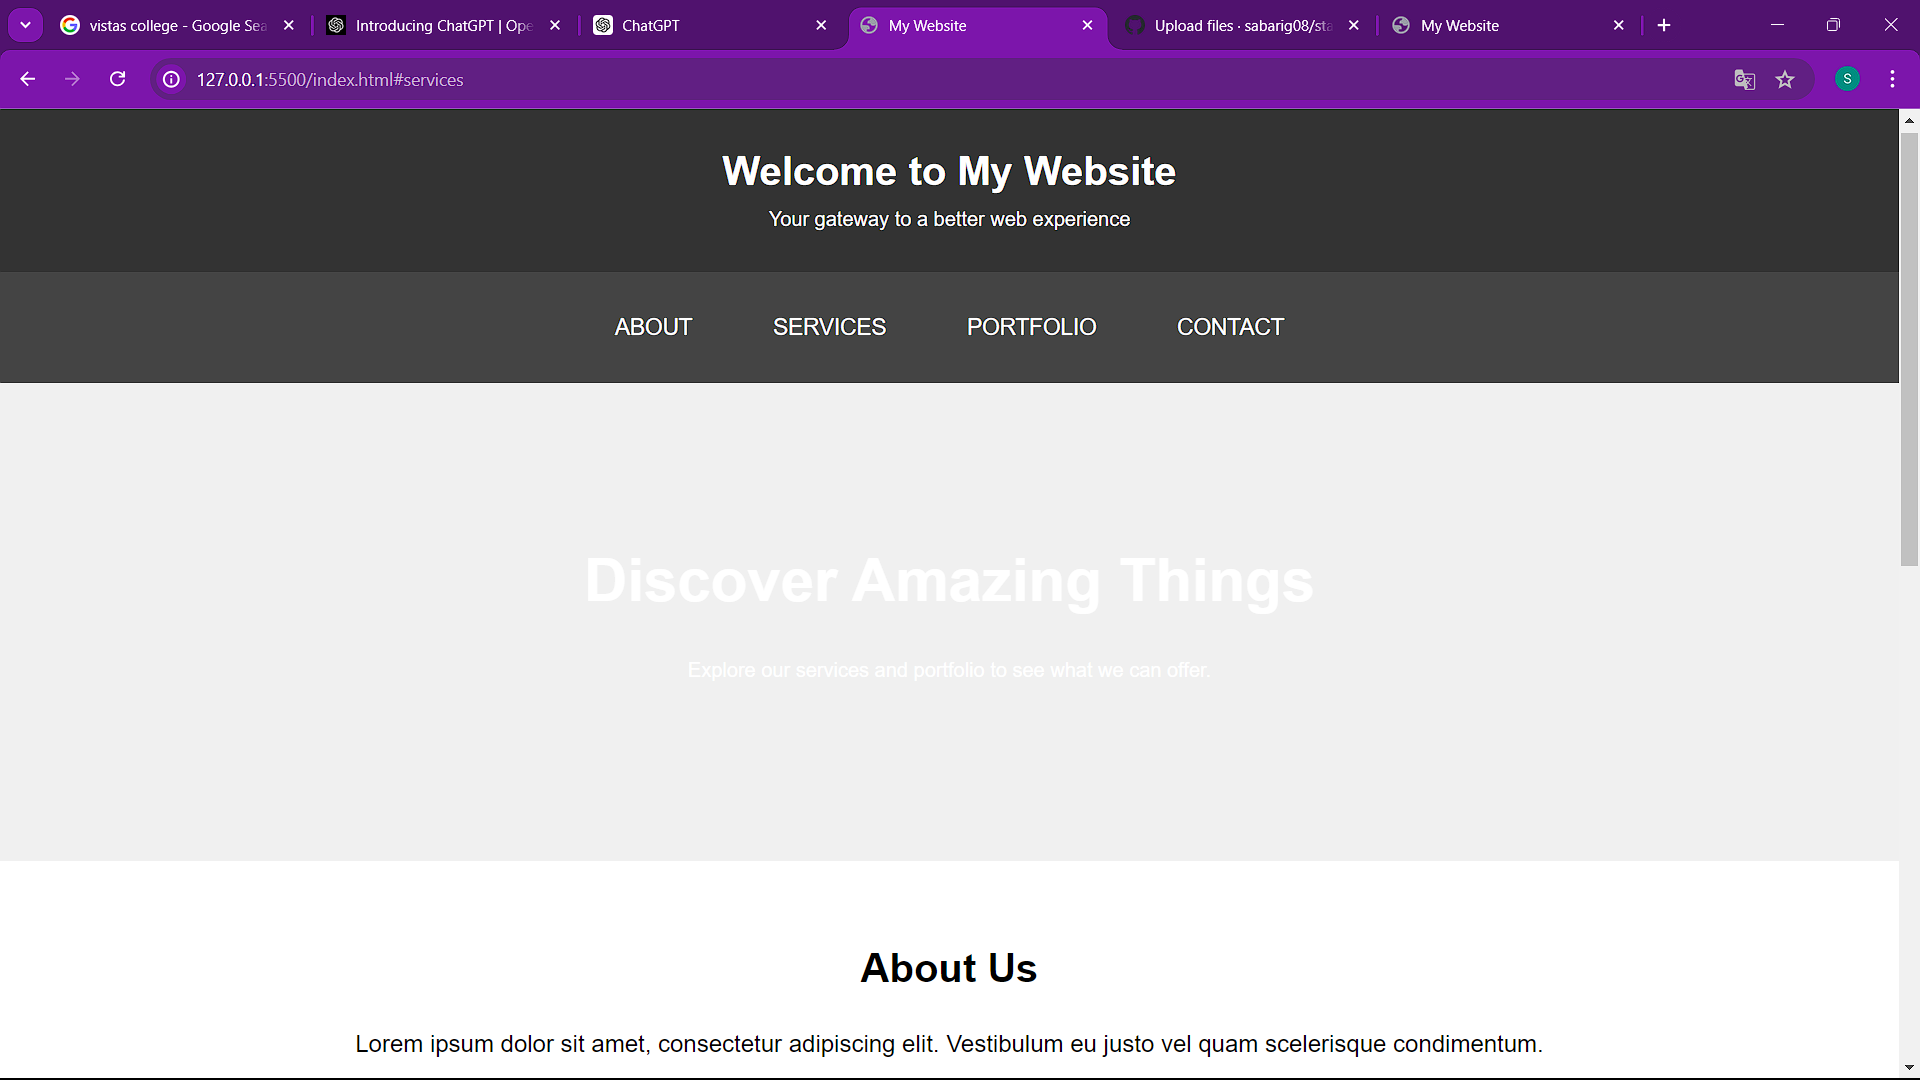 vistas college - Google Sea
Introducing ChatGPT | Ope
ChatGPT
My Website
Upload files · sabarig08/sta
My Website
127.0.0.1:5500/index.html#services
S
Welcome to My Website
Your gateway to a better web experience
ABOUT SERVICES PORTFOLIO CONTACT
Discover Amazing Things
Explore our services and portfolio to see what we can offer.
About Us
Lorem ipsum dolor sit amet, consectetur adipiscing elit. Vestibulum eu justo vel quam scelerisque condimentum.